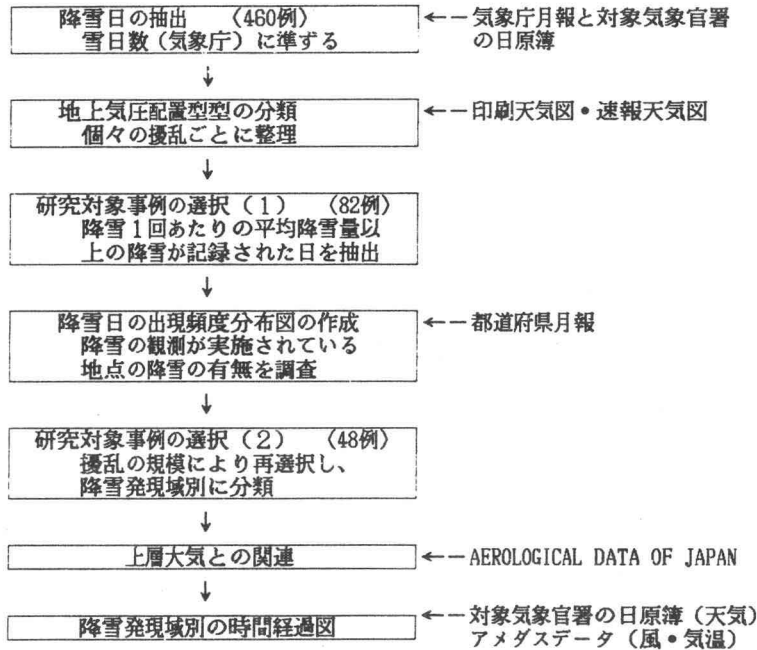 降雪日の抽出 〈460例〉
雪日数（気象庁）に準ずる
←－気象庁月報と対象気象官署
の日原簿
↓
地上気圧配置型型の分類
個々の擾乱ごとに整理
←－印刷天気図・速報天気図
↓
研究対象事例の選択（１） 〈82例〉
降雪１回あたりの平均降雪量以
上の降雪が記録された日を抽出
↓
降雪日の出現頻度分布図の作成
降雪の観測が実施されている
地点の降雪の有無を調査
←－都道府県月報
↓
研究対象事例の選択（２） 〈48例〉
擾乱の規模により再選択し、
降雪発現域別に分類
↓
上層大気との関連
←－AEROLOGICAL DATA OF JAPAN
↓
降雪発現域別の時間経過図
←－対象気象官署の日原簿（天気）
アメダスデータ（風・気温）